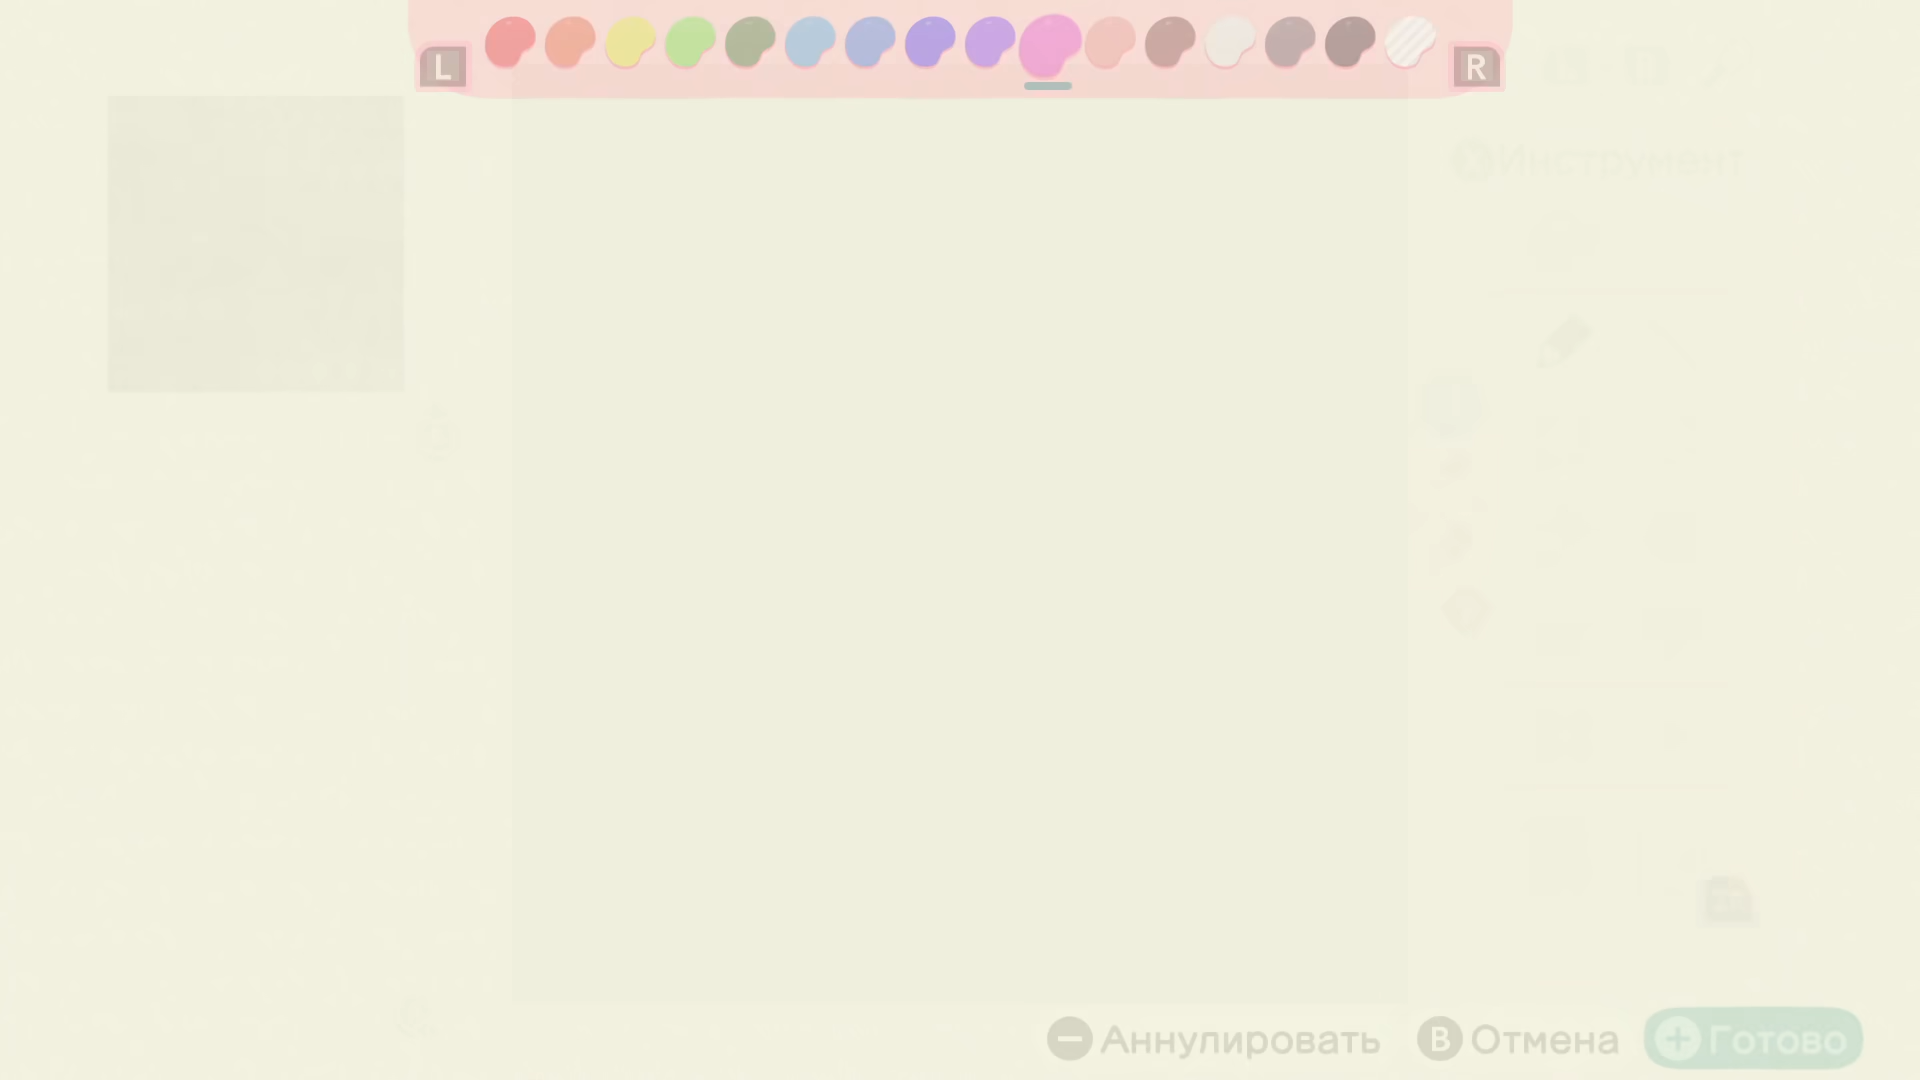 L
R
Инструмент
Аннулировать
B Отмена
+ Готово